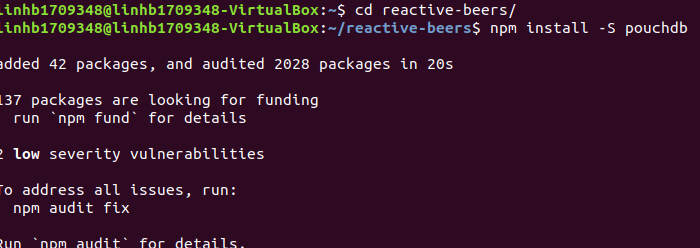 linhb1709348@linhb1709348-VirtualBox:~$ cd reactive-beers/
linhb1709348@linhb1709348-VirtualBox:~/reactive-beers$ npm install -S pouchdb
added 42 packages, and audited 2028 packages in 20s
137 packages are looking for funding
  run `npm fund` for details
2 low severity vulnerabilities
To address all issues, run:
  npm audit fix
Run `npm audit` for details.